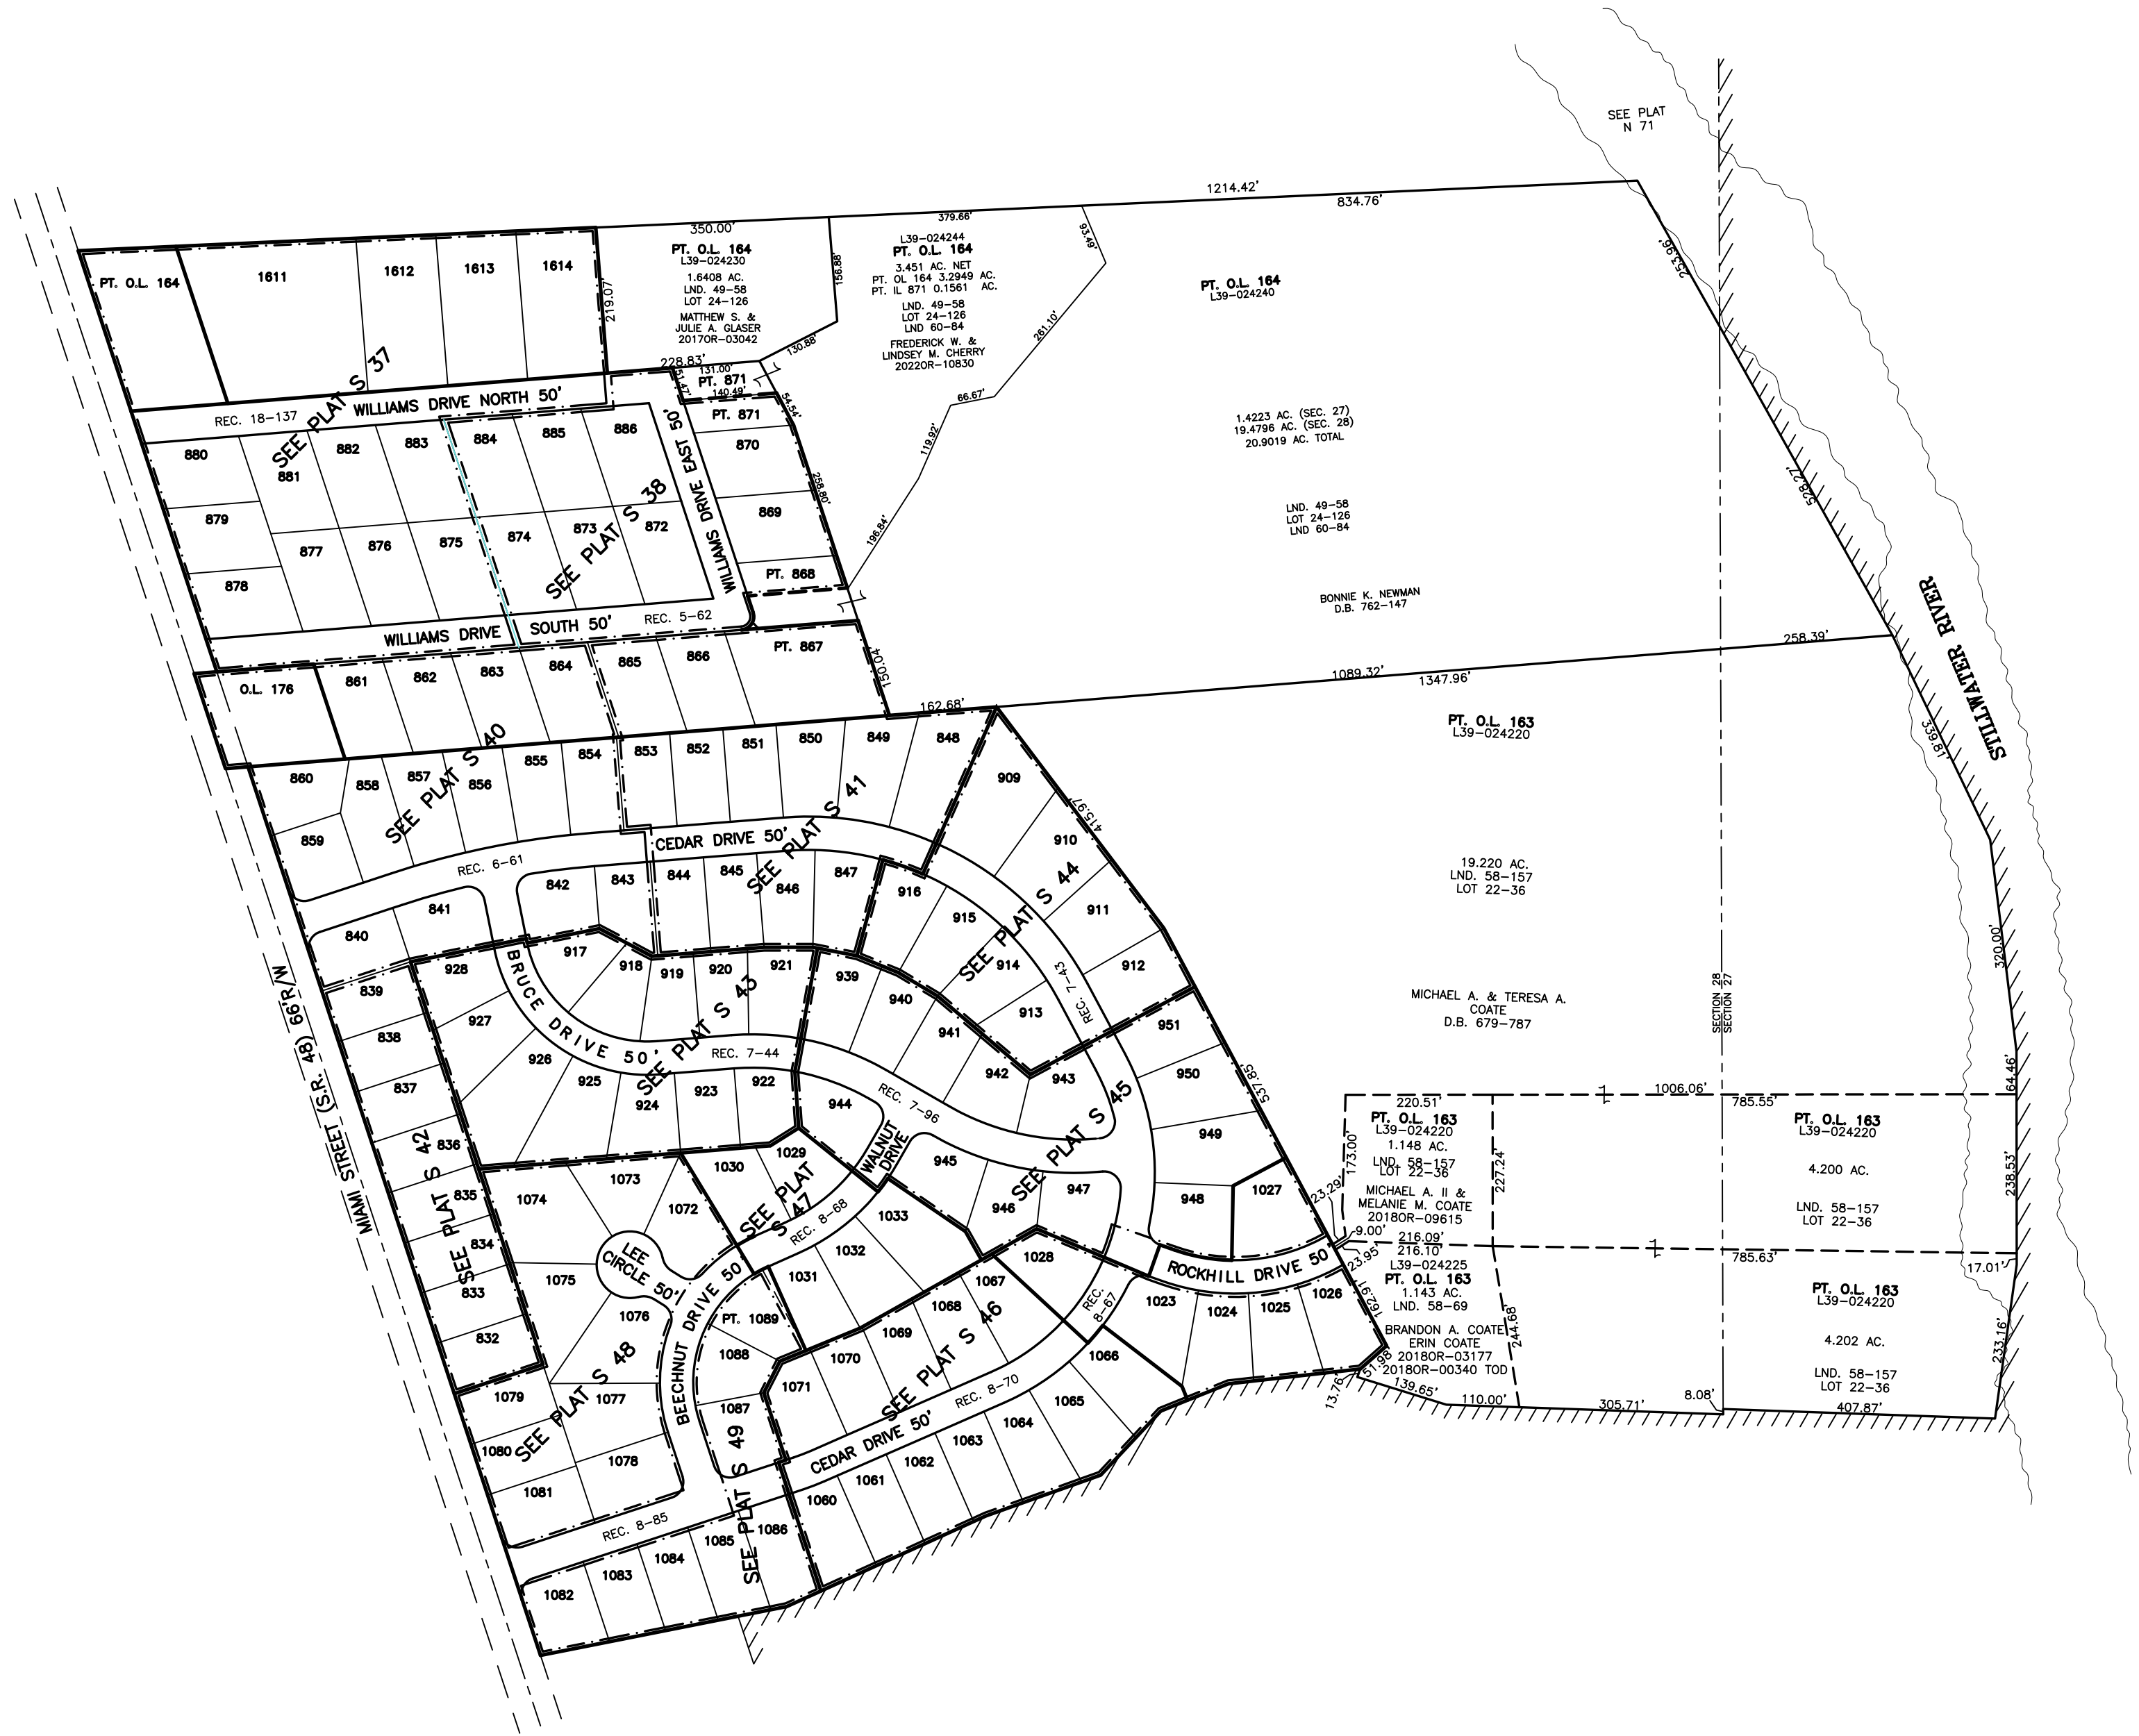 SEE PLAT
N 71
1214.42'
834.76'
379.66'
350.00'
93.49'
253.96'
PT. O.L. 164
1611
1612
1613
1614
219.07'
PT. O.L. 164
L39-024230
1.6408 AC.
LND. 49-58
LOT 24-126
MATTHEW S. &
JULIE A. GLASER
2017OR-03042
156.88'
130.88'
L39-024244
PT. O.L. 164
3.451 AC. NET
PT. OL 164 3.2949 AC.
PT. IL 871 0.1561 AC.
LND. 49-58
LOT 24-126
LND 60-84
FREDERICK W. &
LINDSEY M. CHERRY
2022OR-10830
261.10'
66.67'
119.92'
196.84'
PT. O.L. 164
L39-024240
1.4223 AC. (SEC. 27)
19.4796 AC. (SEC. 28)
20.9019 AC. TOTAL
LND. 49-58
LOT 24-126
LND 60-84
BONNIE K. NEWMAN
D.B. 762-147
528.27'
STILLWATER RIVER
258.39'
1089.32'
1347.96'
339.81'
320.00'
64.46'
238.53'
17.01'
233.16'
228.83'
131.00'
51.47'
PT. 871
140.49'
54.54'
PT. 871
870
258.80'
869
PT. 868
150.04'
162.68'
REC. 18-137
WILLIAMS DRIVE NORTH 50'
SEE PLAT S 37
880
881
882
883
884
885
886
879
877
876
875
874
873
872
878
SEE PLAT S 38
WILLIAMS DRIVE EAST 50'
WILLIAMS DRIVE SOUTH 50'
REC. 5-62
O.L. 176
861
862
863
864
865
866
PT. 867
SEE PLAT S 40
860
858
857
856
855
854
853
852
851
850
849
848
859
SEE PLAT S 41
CEDAR DRIVE 50'
REC. 6-61
840
841
842
843
844
845
846
847
909
910
911
912
415.97'
SEE PLAT S 44
916
915
914
913
REC. 7-43
928
917
918
919
920
921
939
940
941
942
943
927
926
925
924
923
922
BRUCE DRIVE 50'
SEE PLAT S 43
REC. 7-44
REC. 7-96
944
WALNUT
DRIVE
945
946
947
SEE PLAT S 45
951
950
949
948
1027
537.85'
MIAMI STREET (S.R. 48) 66'R/W
839
838
837
836
835
834
833
832
SEE PLAT S 42
SEE PLAT S
1074
1073
1072
1030
1029
SEE PLAT
S 47
REC. 8-68
1033
1032
1031
LEE
CIRCLE 50'
1075
1076
1077
1078
1079
1080
1081
SEE PLAT S 48
BEECHNUT DRIVE 50'
PT. 1089
1088
1087
SEE PLAT S 49
1071
1070
1069
1068
1067
1028
SEE PLAT S 46
REC. 8-70
REC.
8-67
CEDAR DRIVE 50'
ROCKHILL DRIVE 50'
1023
1024
1025
1026
1066
1065
1064
1063
1062
1061
1060
REC. 8-85
1082
1083
1084
1085
1086
PT. O.L. 163
L39-024220
19.220 AC.
LND. 58-157
LOT 22-36
MICHAEL A. & TERESA A.
COATE
D.B. 679-787
SECTION 28
SECTION 27
1006.06'
220.51'
785.55'
PT. O.L. 163
L39-024220
1.148 AC.
LND. 58-157
LOT 22-36
MICHAEL A. II &
MELANIE M. COATE
2018OR-09615
173.00'
227.24'
23.29'
9.00'
216.09'
216.10'
23.95'
785.63'
L39-024225
PT. O.L. 163
1.143 AC.
LND. 58-69
BRANDON A. COATE
ERIN COATE
2018OR-03177
2018OR-00340 TOD
162.91'
244.68'
51.98'
13.76'
139.65'
110.00'
305.71'
8.08'
407.87'
PT. O.L. 163
L39-024220
4.200 AC.
LND. 58-157
LOT 22-36
PT. O.L. 163
L39-024220
4.202 AC.
LND. 58-157
LOT 22-36